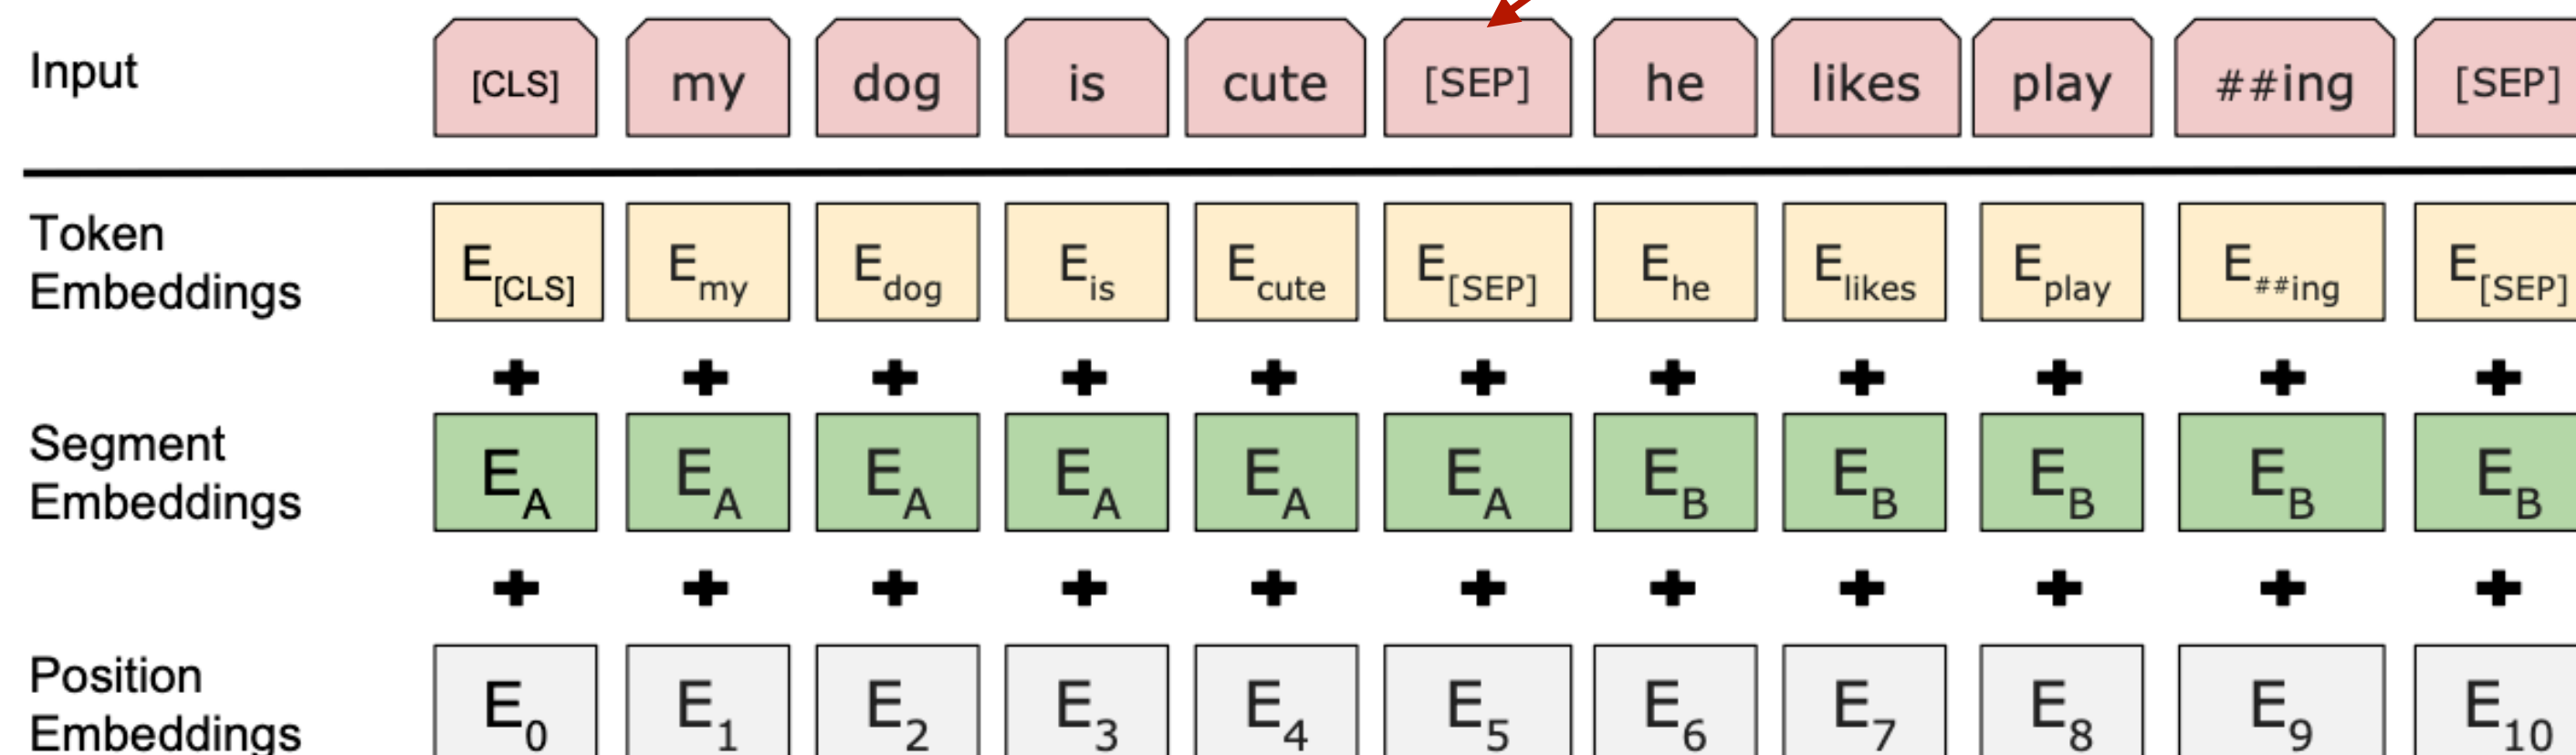 Input [CLS] my dog is cute [SEP] he likes play ##ing [SEP]
Token Embeddings E[CLS] Emy Edog Eis Ecute E[SEP] Ehe Elikes Eplay E##ing E[SEP]
+ + + + + + + + + + +
Segment Embeddings EA EA EA EA EA EA EB EB EB EB EB
+ + + + + + + + + + +
Position Embeddings E0 E1 E2 E3 E4 E5 E6 E7 E8 E9 E10